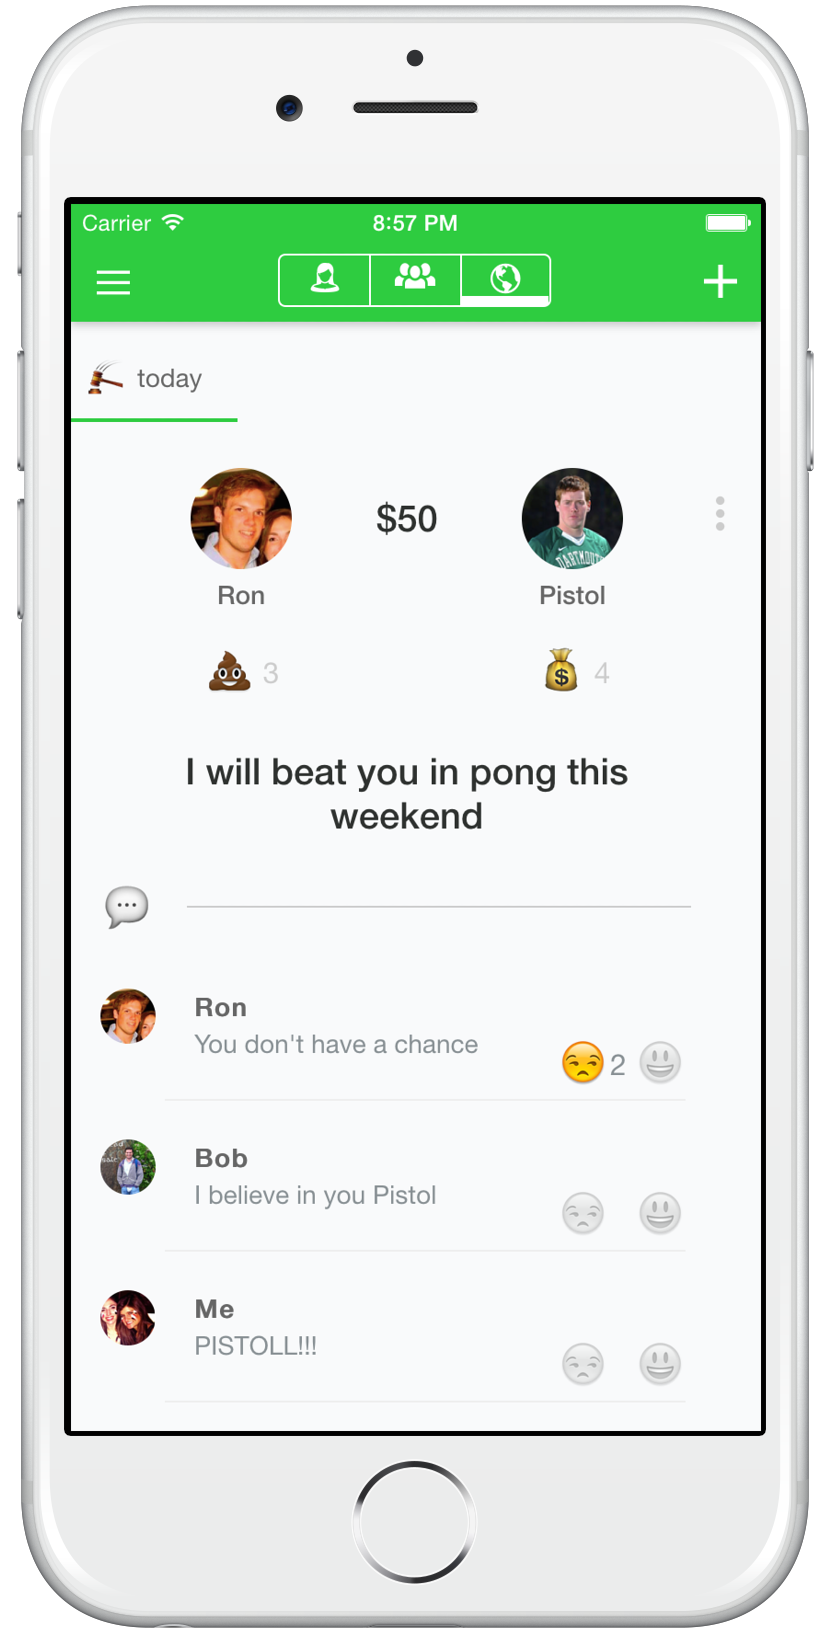 Carrier 8:57 PM
today
$50
DARTMOUT
Ron Pistol
3 4
I will beat you in pong this
weekend
Ron
You don't have a chance
2
Bob
I believe in you Pistol
Me
PISTOLL!!!